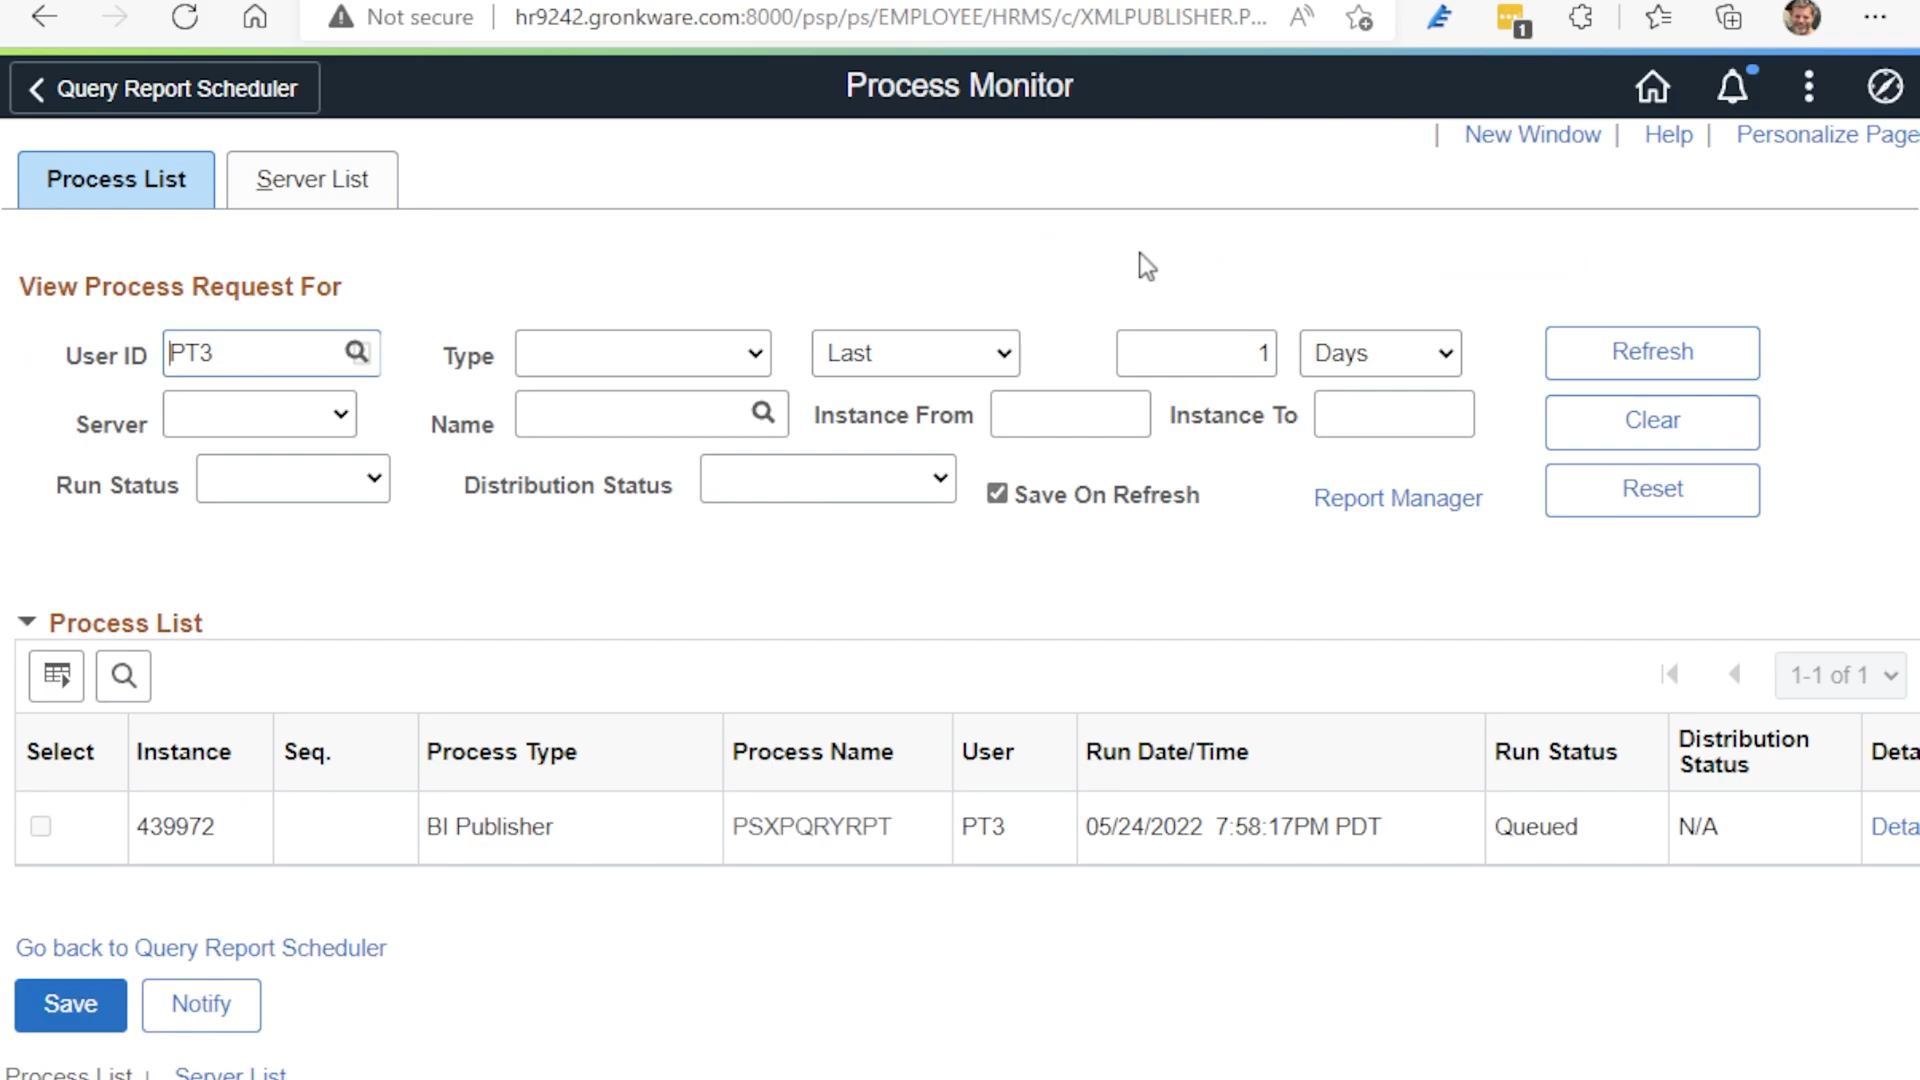 Not secure | hr9242.gronkware.com:8000/psp/ps/EMPLOYEE/HRMS/c/XMLPUBLISHER.P... A 1
Query Report Scheduler Process Monitor
| New Window | Help | Personalize Page
Process List Server List
View Process Request For
User ID PT3 Type Last 1 Days Refresh
Server Name Instance From Instance To Clear
Run Status Distribution Status Save On Refresh Report Manager Reset
Process List
1-1 of 1
Select Instance Seq. Process Type Process Name User Run Date/Time Run Status Distribution Status Deta
439972 BI Publisher PSXPQRYRPT PT3 05/24/2022 7:58:17PM PDT Queued N/A Deta
Go back to Query Report Scheduler
Save Notify
Process List | Server List